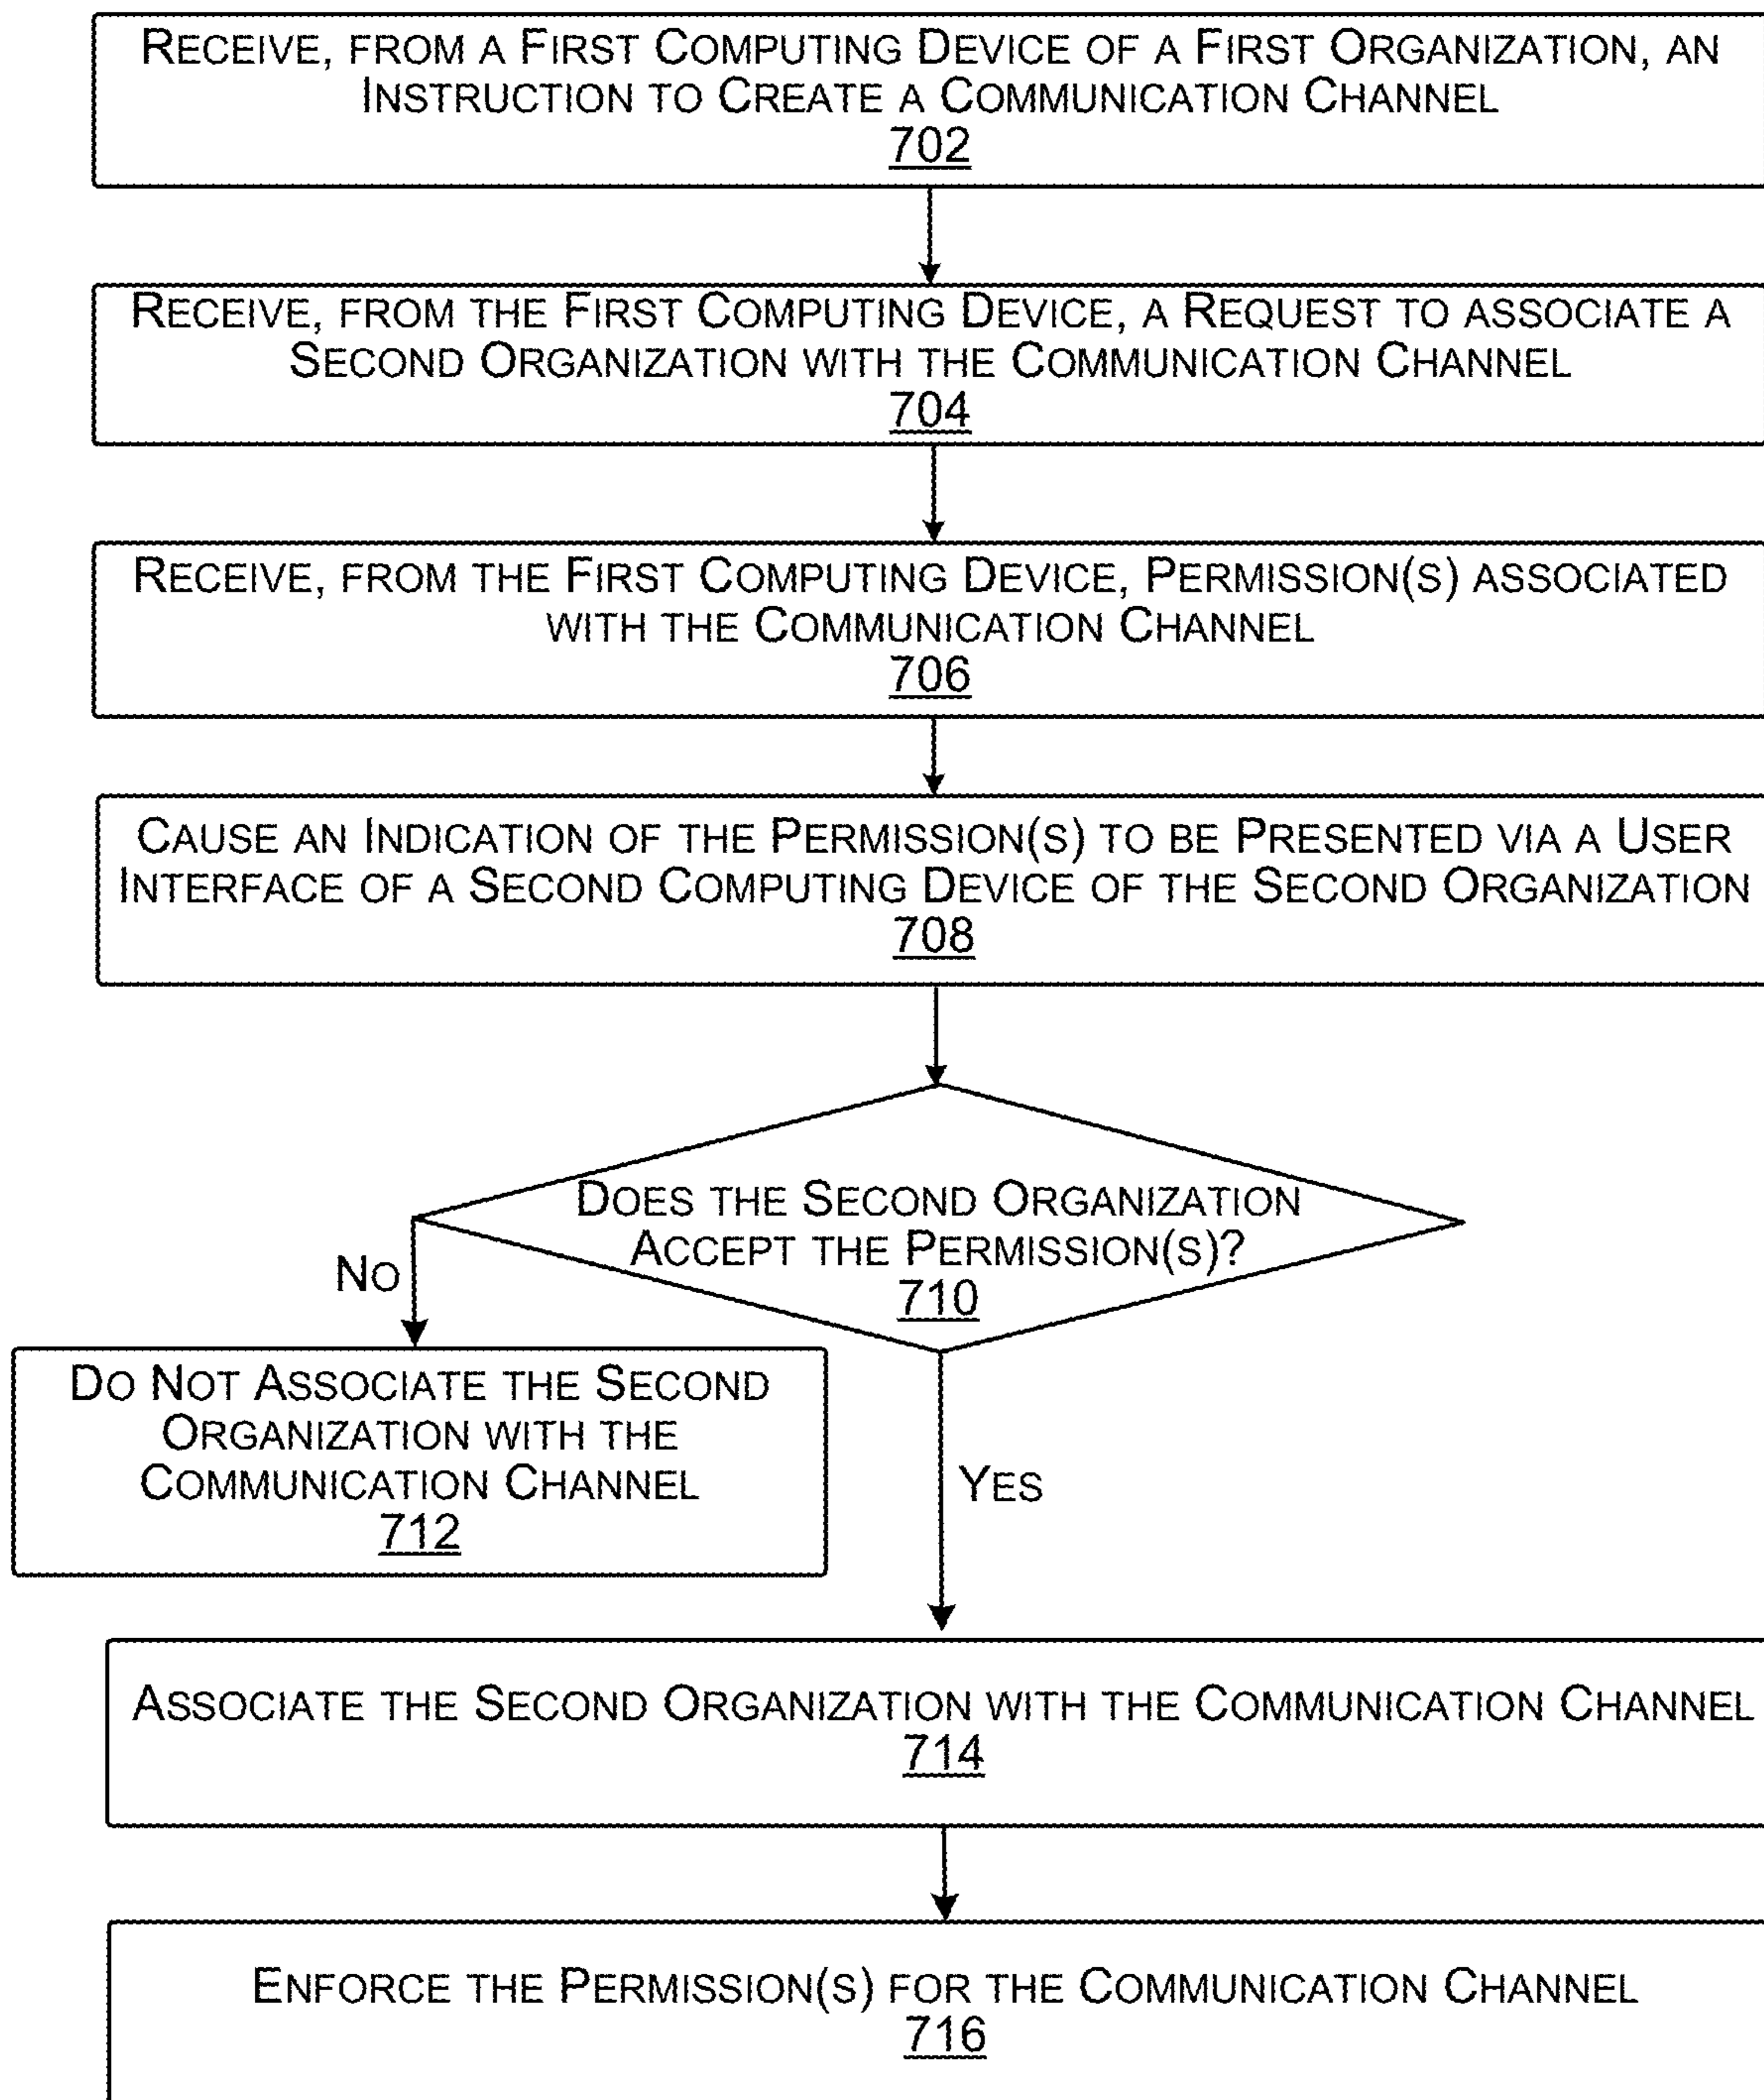 RECEIVE, FROM A FIRST COMPUTING DEVICE OF A FIRST ORGANIZATION, AN
INSTRUCTION TO CREATE A COMMUNICATION CHANNEL
702
RECEIVE, FROM THE FIRST COMPUTING DEVICE, A REQUEST TO ASSOCIATE A
SECOND ORGANIZATION WITH THE COMMUNICATION CHANNEL
704
RECEIVE, FROM THE FIRST COMPUTING DEVICE, PERMISSION(S) ASSOCIATED
WITH THE COMMUNICATION CHANNEL
706
CAUSE AN INDICATION OF THE PERMISSION(S) TO BE PRESENTED VIA A USER
INTERFACE OF A SECOND COMPUTING DEVICE OF THE SECOND ORGANIZATION
708
DOES THE SECOND ORGANIZATION
ACCEPT THE PERMISSION(S)?
710
NO
DO NOT ASSOCIATE THE SECOND
ORGANIZATION WITH THE
COMMUNICATION CHANNEL
712
YES
ASSOCIATE THE SECOND ORGANIZATION WITH THE COMMUNICATION CHANNEL
714
ENFORCE THE PERMISSION(S) FOR THE COMMUNICATION CHANNEL
716